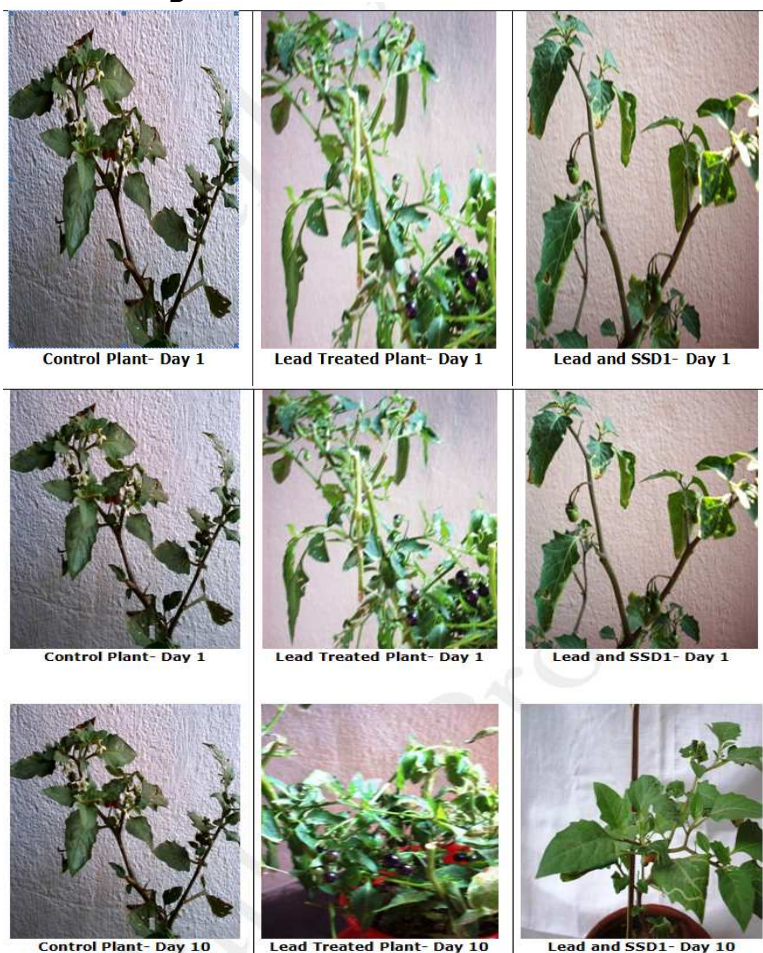 Control Plant- Day 1
Lead Treated Plant- Day 1
Lead and SSD1- Day 1
Control Plant- Day 1
Lead Treated Plant- Day 1
Lead and SSD1- Day 1
Control Plant- Day 10
Lead Treated Plant- Day 10
Lead and SSD1- Day 10